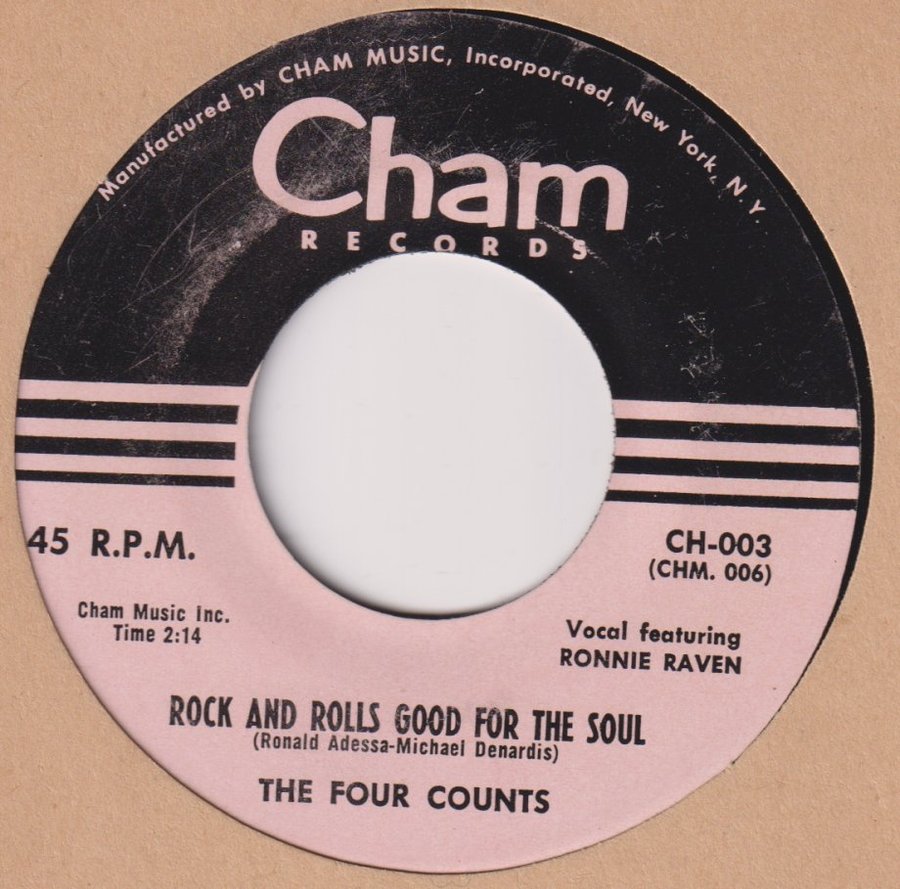 Manufactured by CHAM MUSIC, Incorporated, New York, N.Y.
Cham
RECORDS
45 R.P.M.
CH-003
(CHM. 006)
Cham Music Inc.
Time 2:14
Vocal featuring
RONNIE RAVEN
ROCK AND ROLLS GOOD FOR THE SOUL
(Ronald Adessa-Michael Denardis)
THE FOUR COUNTS